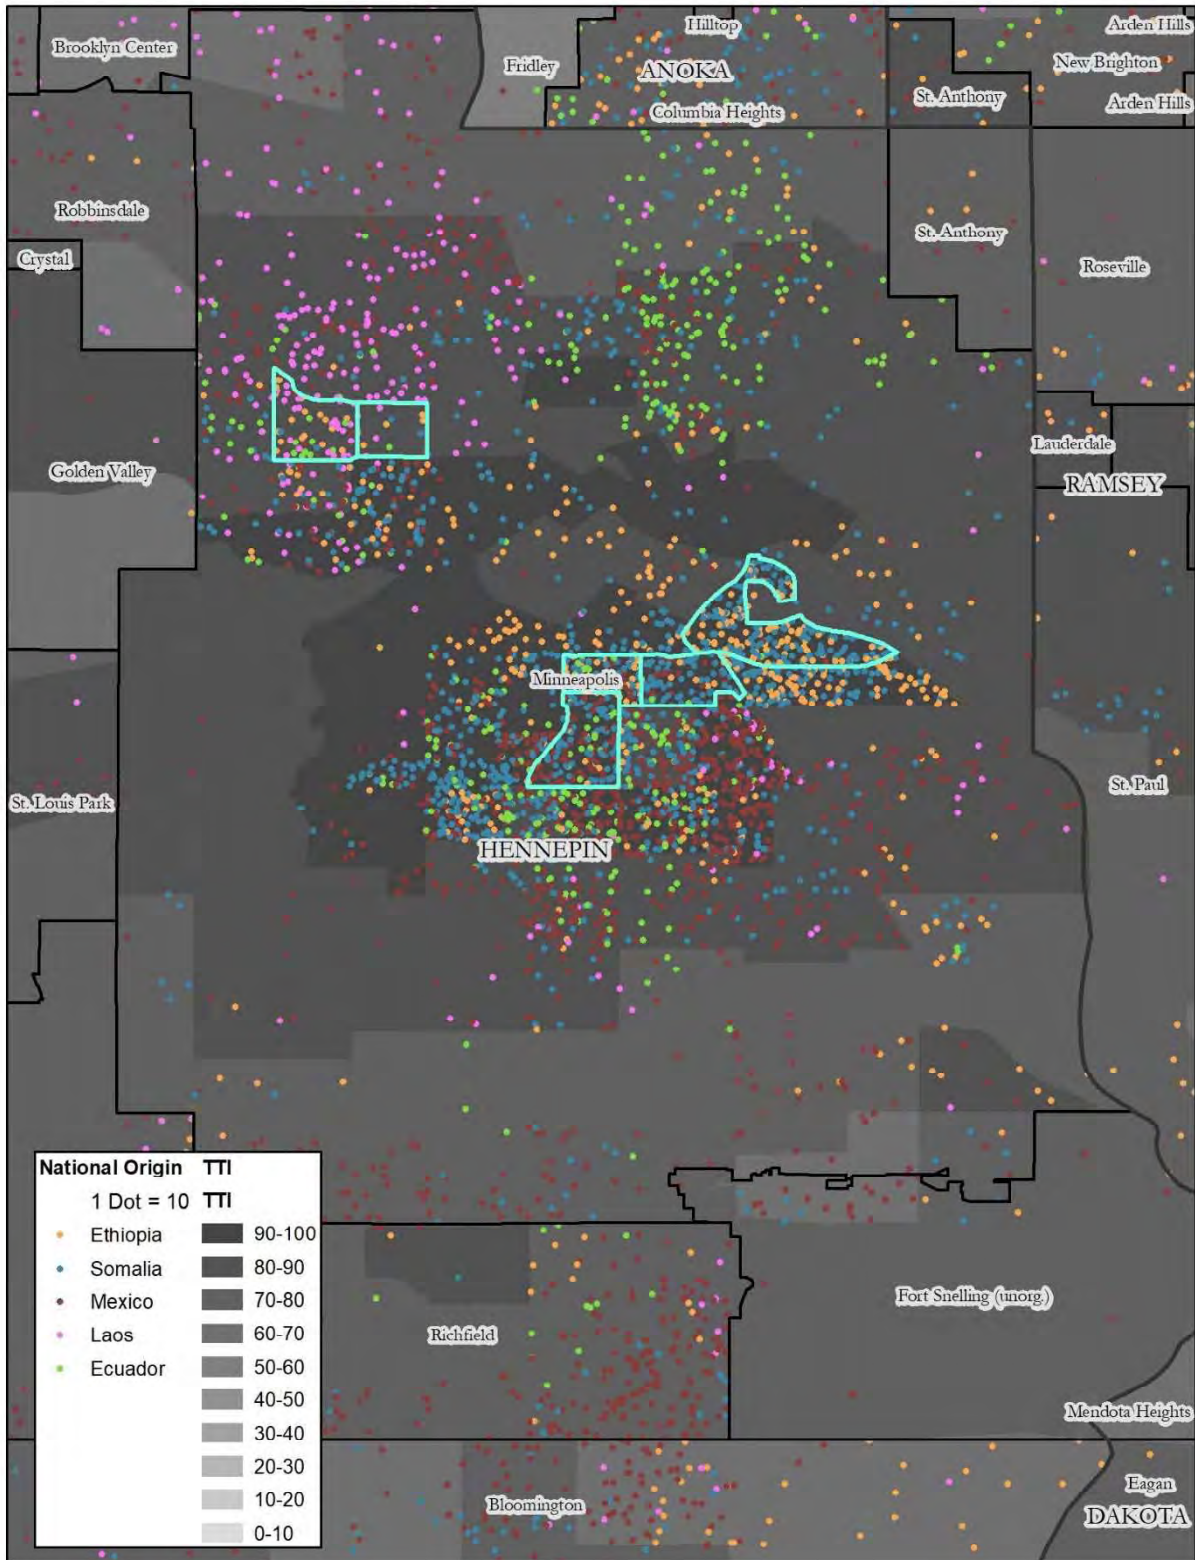 Hilltop
Arden Hills
Brooklyn Center
Fridley
ANOKA
New Brighton
St. Anthony
Arden Hills
Columbia Heights
Robbinsdale
St. Anthony
Crystal
Roseville
Golden Valley
Lauderdale
RAMSEY
Minneapolis
St. Louis Park
St. Paul
HENNEPIN
National Origin TTI
1 Dot = 10 TTI
Ethiopia 90-100
Somalia 80-90
Mexico 70-80
Laos 60-70
Ecuador 50-60
40-50
30-40
20-30
10-20
0-10
Fort Snelling (unorg.)
Richfield
Mendota Heights
Bloomington
Eagan
DAKOTA